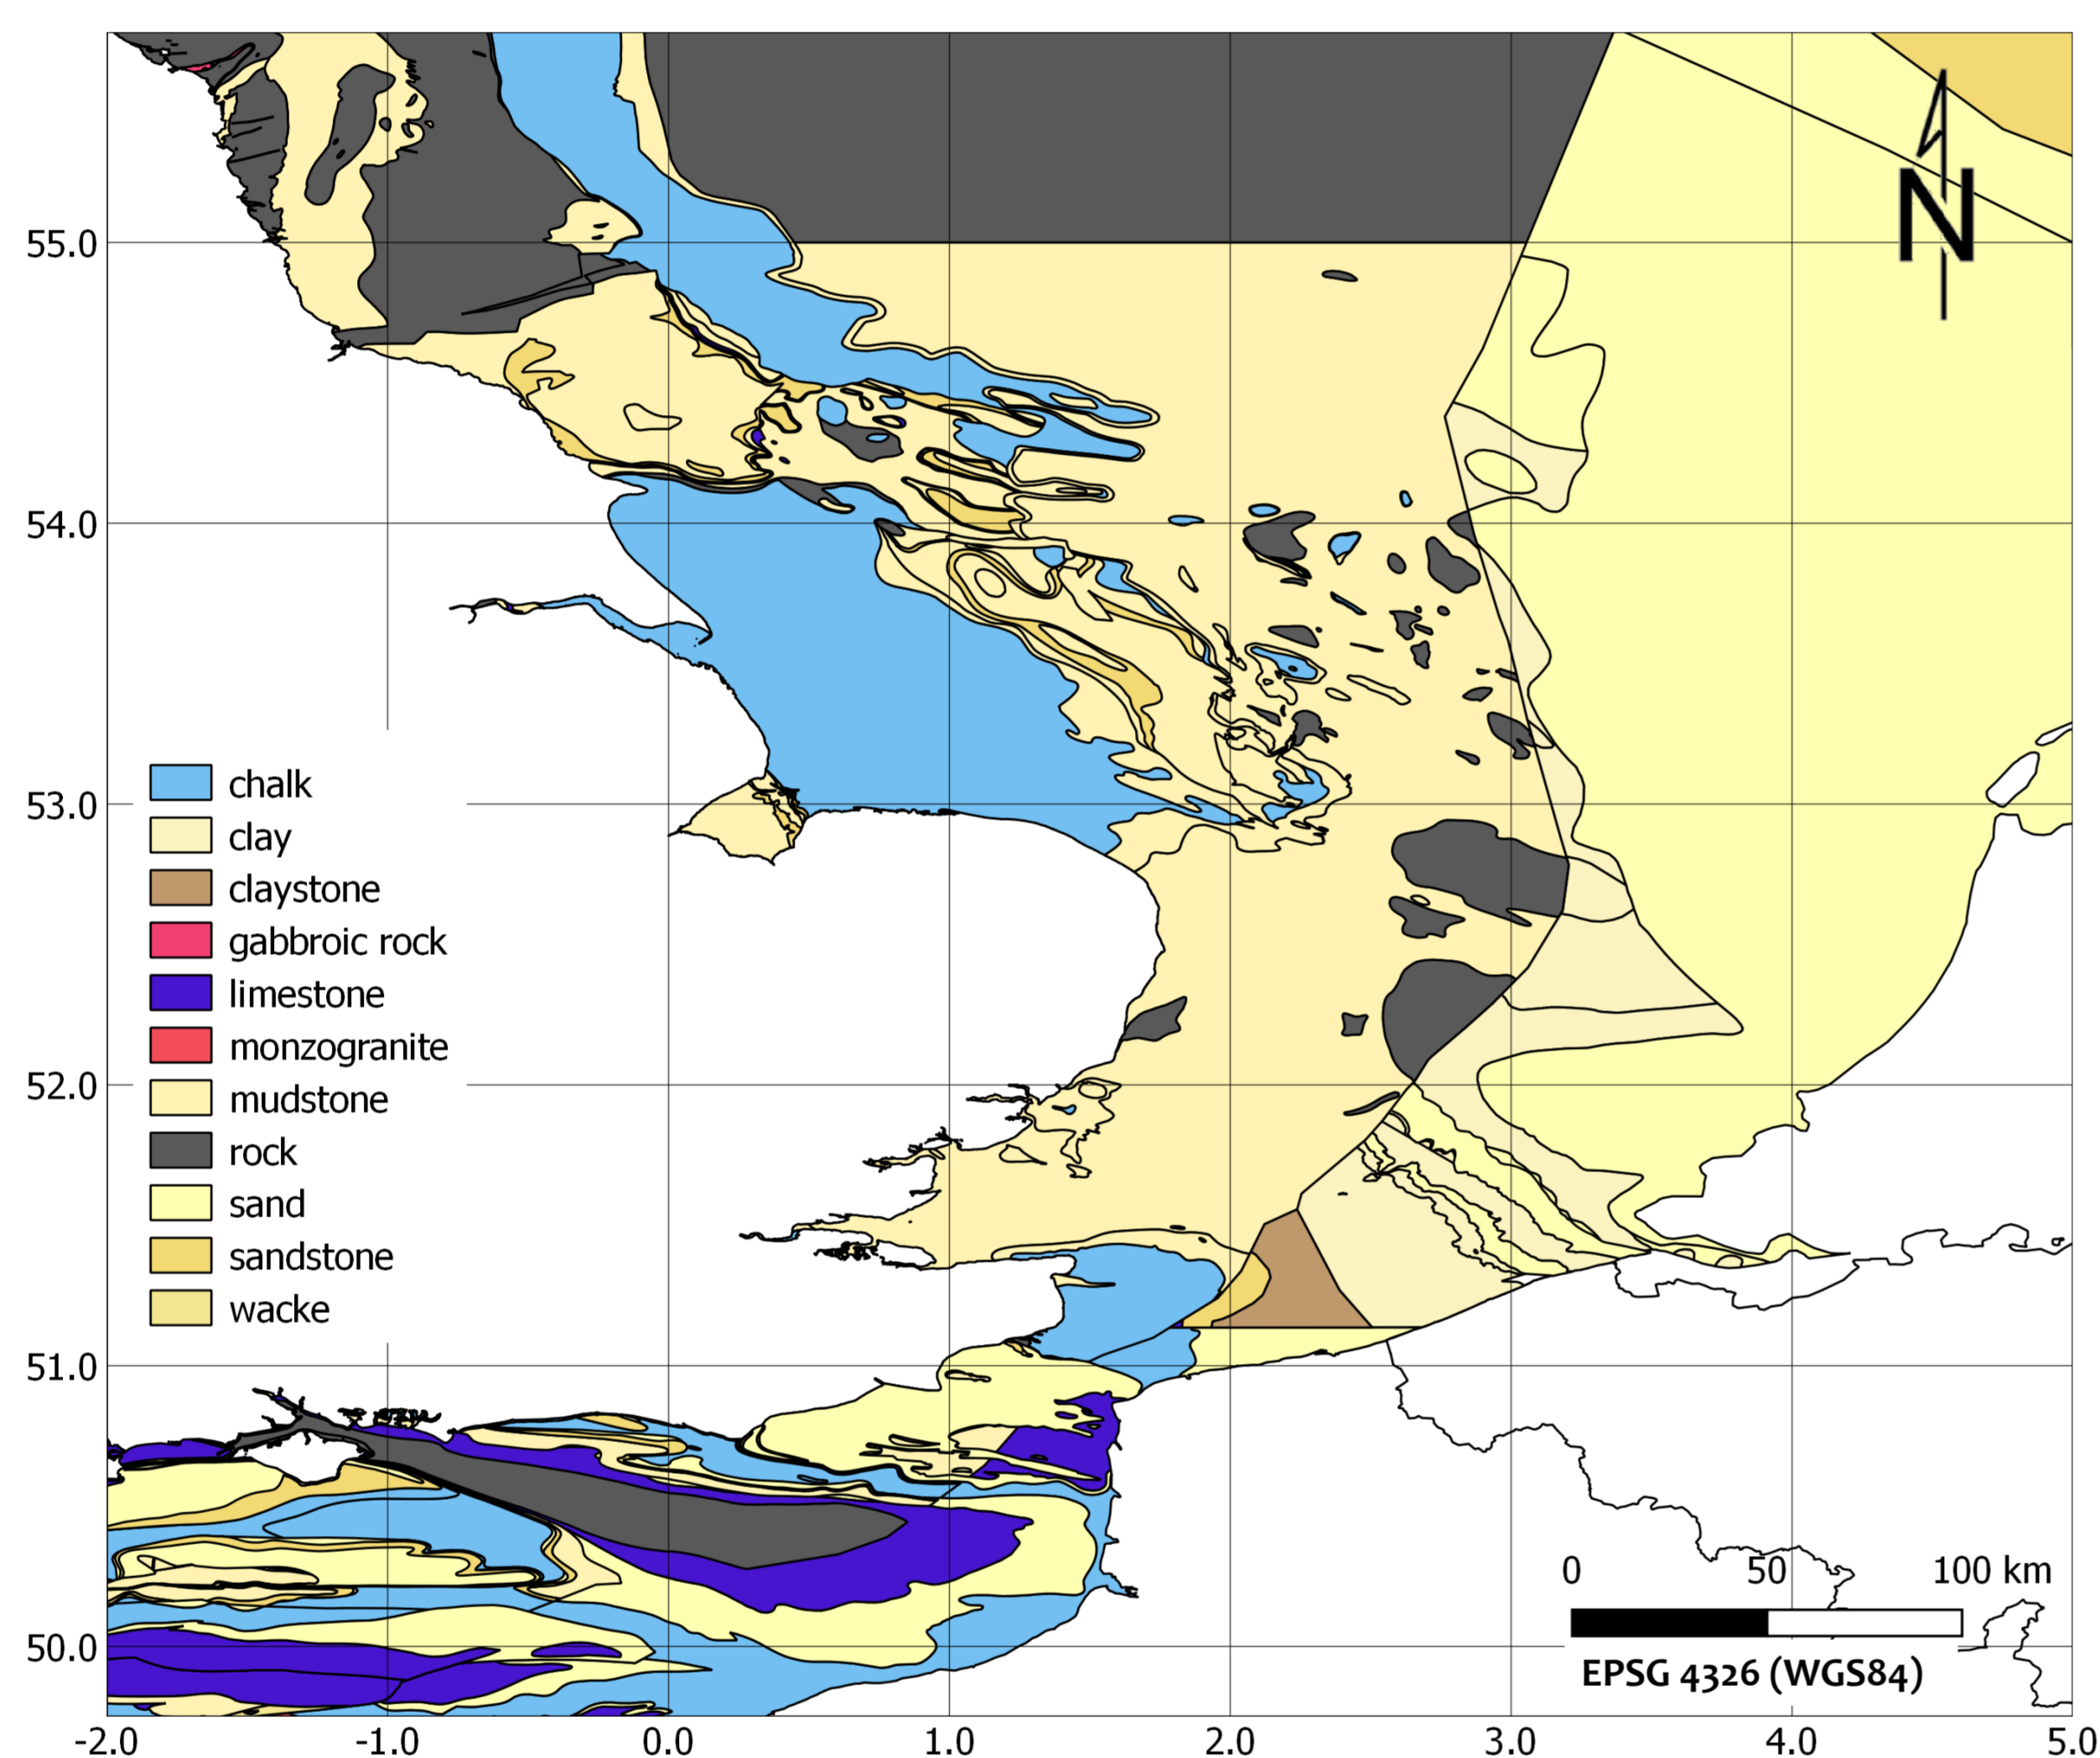 N
55.0
54.0
53.0
52.0
51.0
50.0
chalk
clay
claystone
gabbroic rock
limestone
monzogranite
mudstone
rock
sand
sandstone
wacke
0 50 100 km
EPSG 4326 (WGS84)
-2.0 -1.0 0.0 1.0 2.0 3.0 4.0 5.0